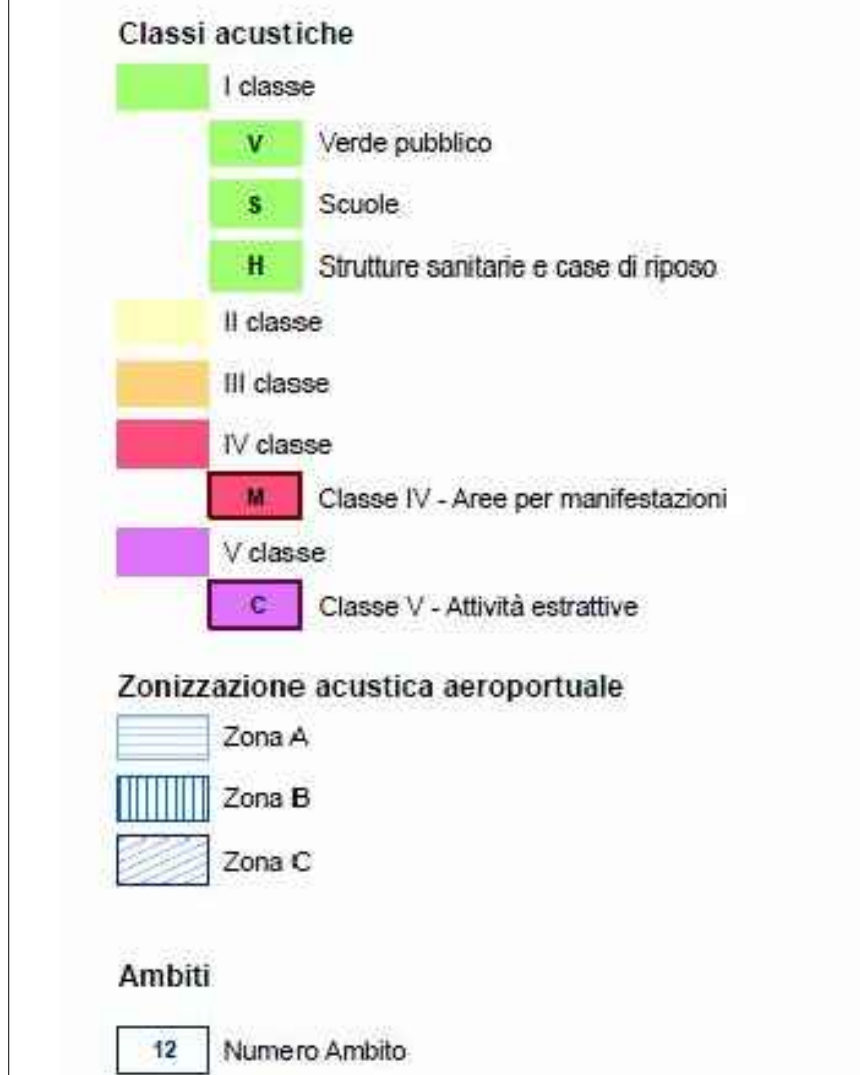 Classi acustiche
I classe
V Verde pubblico
S Scuole
H Strutture sanitarie e case di riposo
II classe
III classe
IV classe
M Classe IV - Aree per manifestazioni
V classe
C Classe V - Attività estrattive
Zonizzazione acustica aeroportuale
Zona A
Zona B
Zona C
Ambiti
12 Numero Ambito